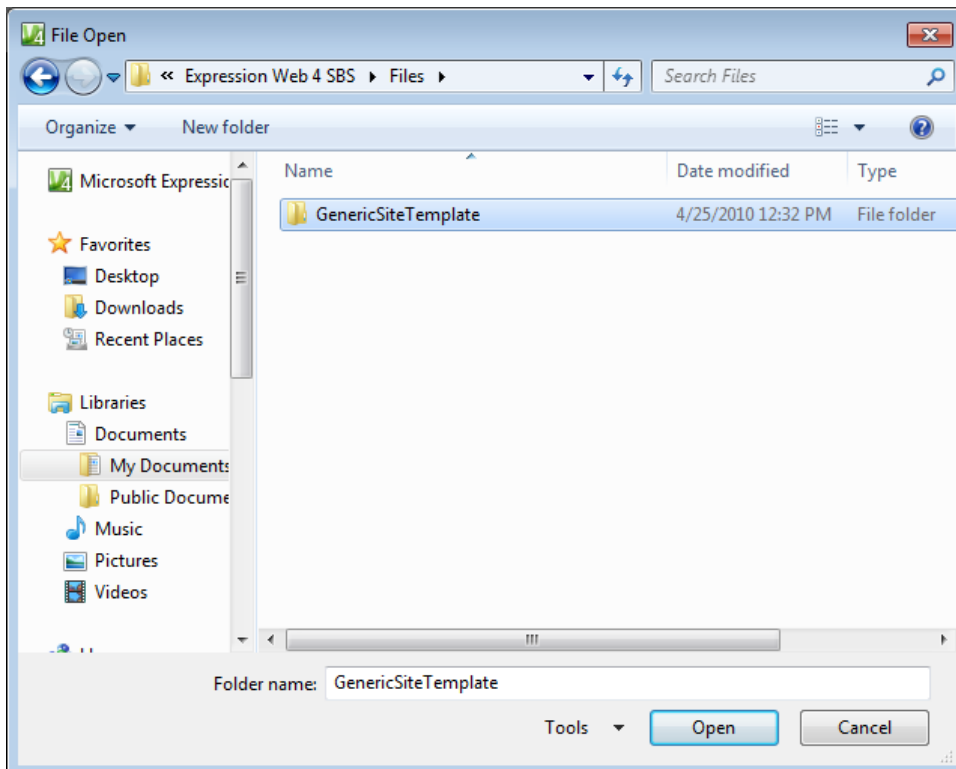 File Open
« Expression Web 4 SBS ▸ Files ▸ Search Files
Organize New folder
Name Date modified Type
Microsoft Expressic
GenericSiteTemplate 4/25/2010 12:32 PM File folder
Favorites
Desktop
Downloads
Recent Places
Libraries
Documents
My Documents
Public Docume
Music
Pictures
Videos
Folder name: GenericSiteTemplate
Tools Open Cancel